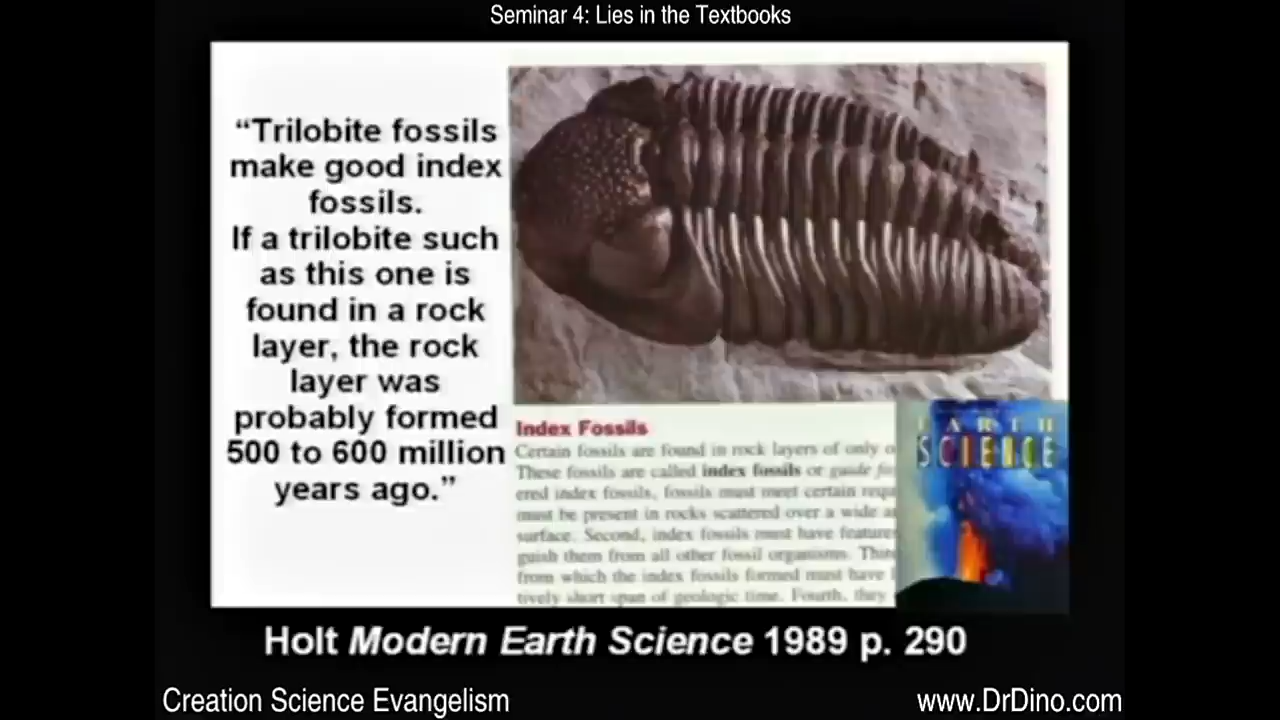 Seminar 4: Lies in the Textbooks
“Trilobite fossils
make good index
fossils.
If a trilobite such
as this one is
found in a rock
layer, the rock
layer was
probably formed
500 to 600 million
years ago.”
Index Fossils
Certain fossils are found in rock layers of only
These fossils are called index fossils or guide
ered index fossils, fossils must meet certain
must be present in rocks scattered over a wide
surface. Second, index fossils must have
guish them from all other fossil organisms.
from which the index fossils formed must have
tively short span of geologic time. Fourth, they
EARTH
SCIENCE
Holt Modern Earth Science 1989 p. 290
Creation Science Evangelism
www.DrDino.com